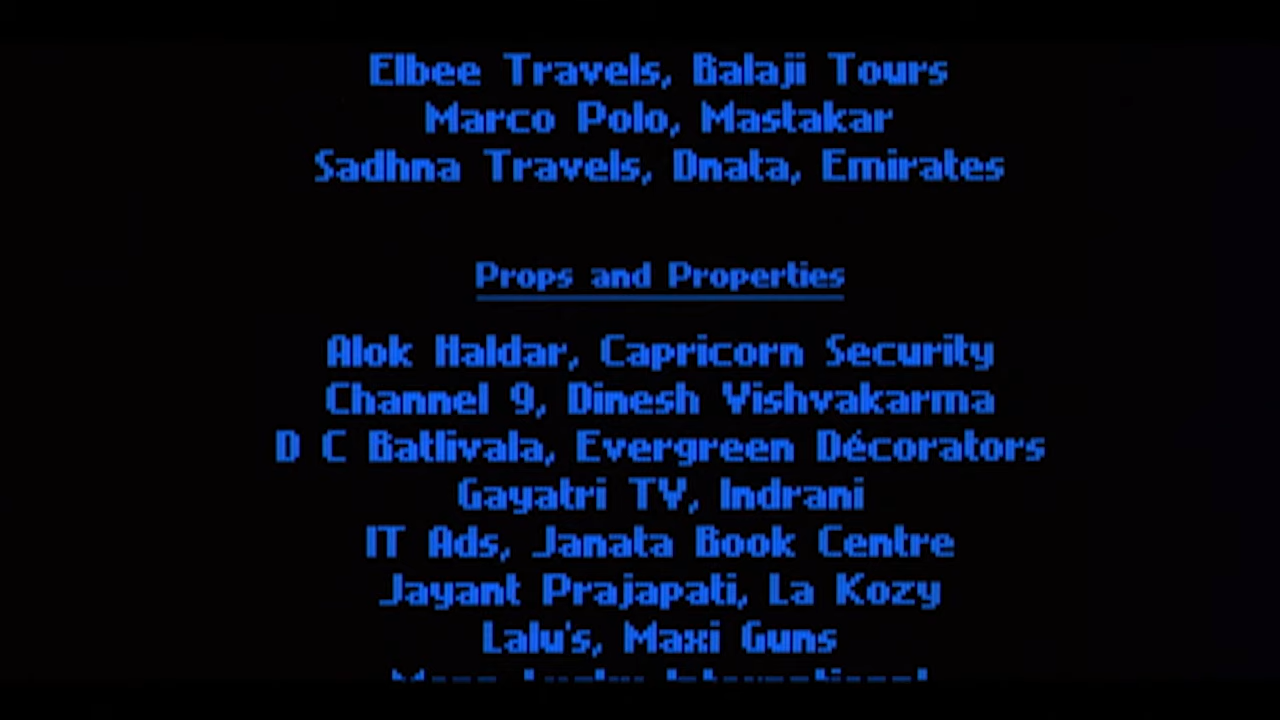 Elbee Travels, Balaji Tours
Marco Polo, Mastakar
Sadhna Travels, Dnata, Emirates
Props and Properties
Alok Haldar, Capricorn Security
Channel 9, Dinesh Vishvakarma
D C Batlivala, Evergreen Décorators
Gayatri TV, Indrani
IT Ads, Janata Book Centre
Jayant Prajapati, La Kozy
Lalu's, Maxi Guns
International